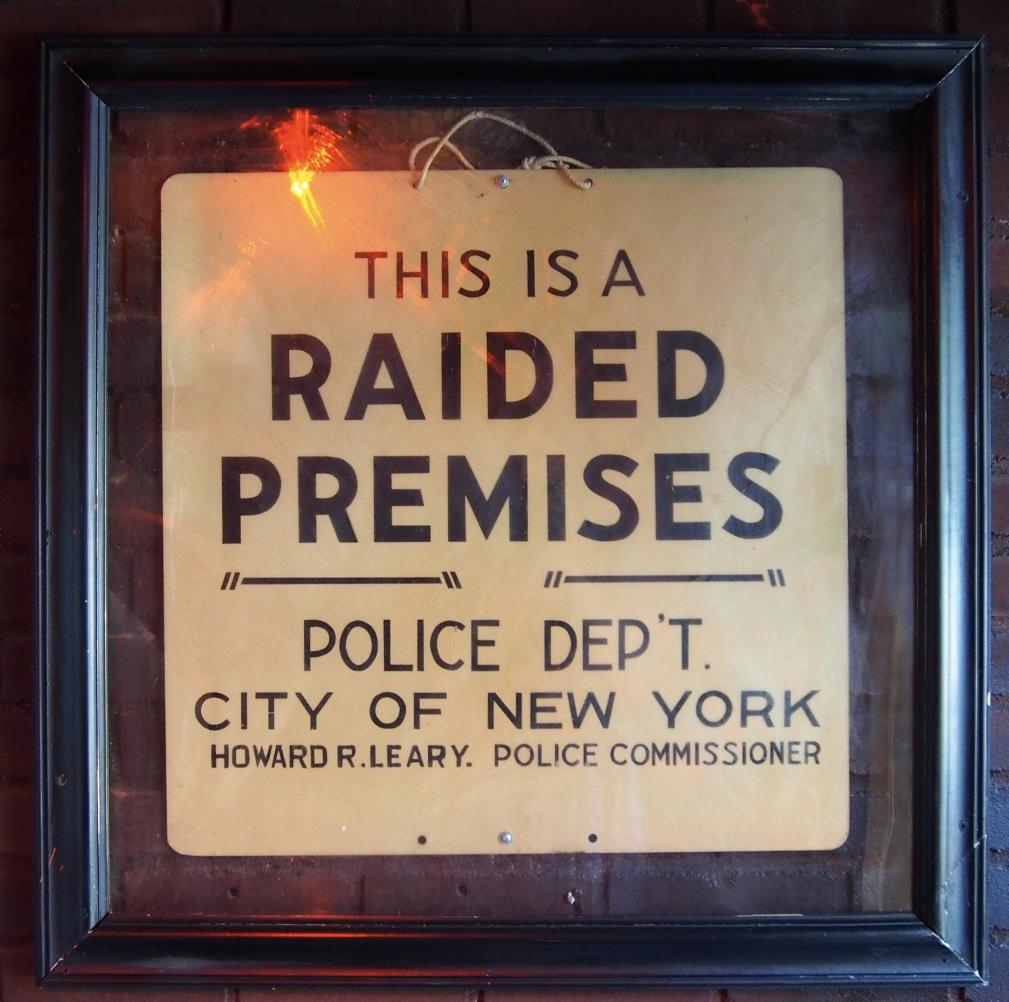 THIS IS A
RAIDED
PREMISES
POLICE DEP'T.
CITY OF NEW YORK
HOWARD R.LEARY. POLICE COMMISSIONER